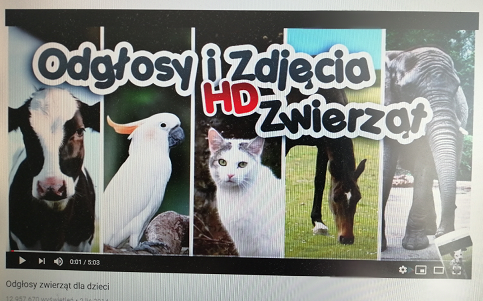 Odgłosy i Zdjęcia
HD
Zwierząt
0:01 / 5:03
Odgłosy zwierząt dla dzieci